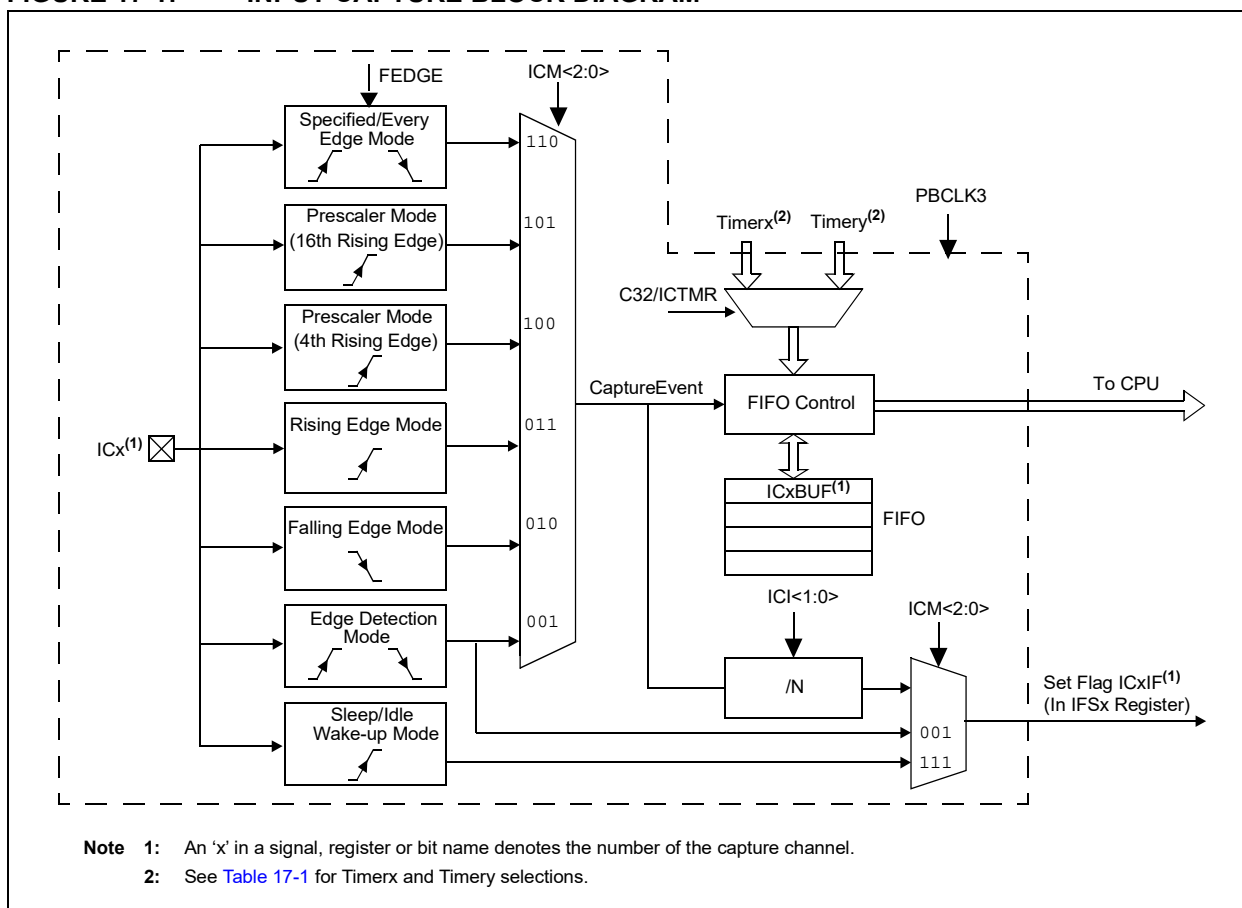 FEDGE
ICM<2:0>
Specified/Every
Edge Mode
110
Prescaler Mode
(16th Rising Edge)
101
Prescaler Mode
(4th Rising Edge)
100
Rising Edge Mode
011
ICx(1)
Falling Edge Mode
010
Edge Detection
Mode
001
Sleep/Idle
Wake-up Mode
PBCLK3
Timerx(2)
Timery(2)
C32/ICTMR
CaptureEvent
FIFO Control
To CPU
ICxBUF(1)
FIFO
ICI<1:0>
ICM<2:0>
/N
001
111
Set Flag ICxIF(1)
(In IFSx Register)
Note 1: An ‘x’ in a signal, register or bit name denotes the number of the capture channel.
2: See Table 17-1 for Timerx and Timery selections.